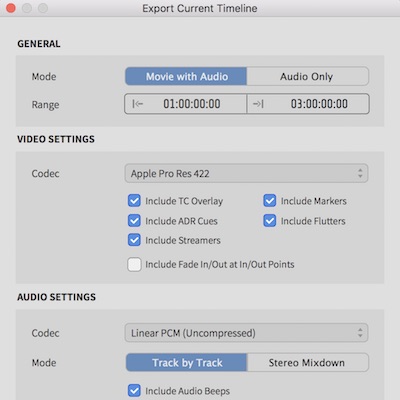 Export Current Timeline
GENERAL
Mode Movie with Audio Audio Only
Range 01:00:00:00 03:00:00:00
VIDEO SETTINGS
Codec Apple Pro Res 422
Include TC Overlay Include Markers
Include ADR Cues Include Flutters
Include Streamers
Include Fade In/Out at In/Out Points
AUDIO SETTINGS
Codec Linear PCM (Uncompressed)
Mode Track by Track Stereo Mixdown
Include Audio Beeps